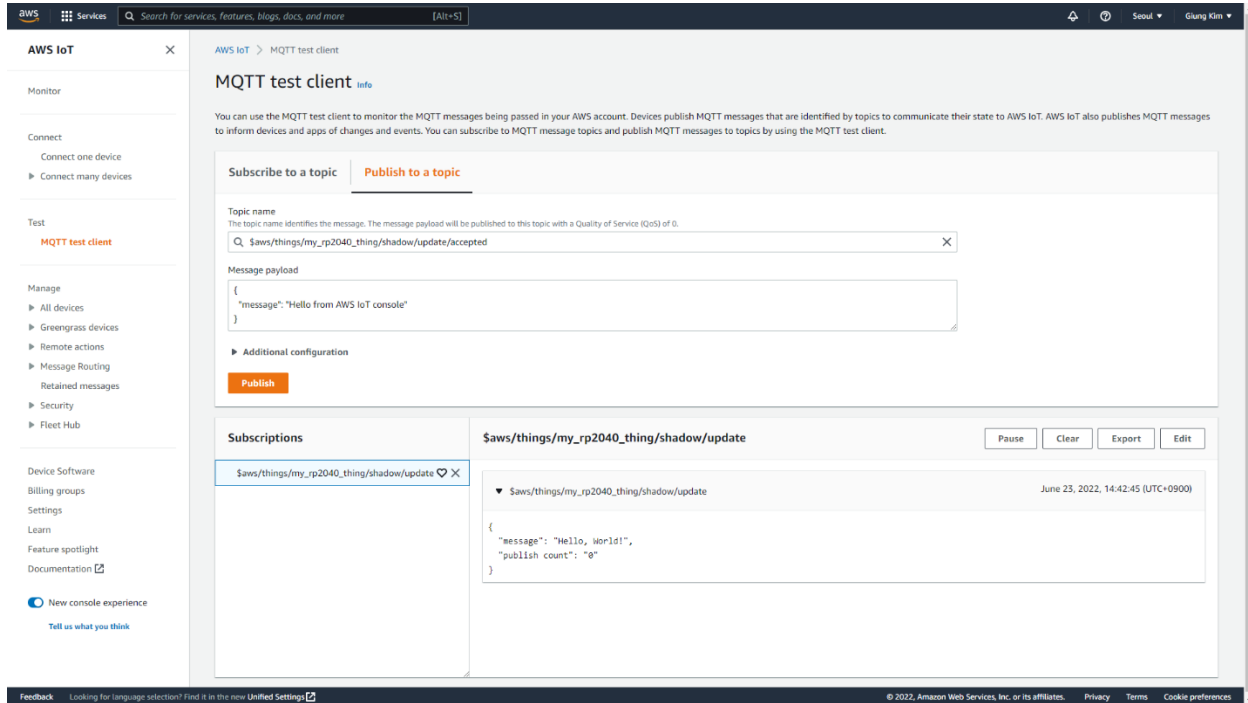 aws Services Search for services, features, blogs, docs, and more [Alt+S] Seoul Giung Kim
AWS IoT
Monitor
Connect
Connect one device
Connect many devices
Test
MQTT test client
Manage
All devices
Greengrass devices
Remote actions
Message Routing
Retained messages
Security
Fleet Hub
Device Software
Billing groups
Settings
Learn
Feature spotlight
Documentation
New console experience
Tell us what you think
AWS IoT > MQTT test client
MQTT test client Info
You can use the MQTT test client to monitor the MQTT messages being passed in your AWS account. Devices publish MQTT messages that are identified by topics to communicate their state to AWS IoT. AWS IoT also publishes MQTT messages
to inform devices and apps of changes and events. You can subscribe to MQTT message topics and publish MQTT messages to topics by using the MQTT test client.
Subscribe to a topic Publish to a topic
Topic name
The topic name identifies the message. The message payload will be published to this topic with a Quality of Service (QoS) of 0.
$aws/things/my_rp2040_thing/shadow/update/accepted
Message payload
{
"message": "Hello from AWS IoT console"
}
Additional configuration
Publish
Subscriptions
$aws/things/my_rp2040_thing/shadow/update
$aws/things/my_rp2040_thing/shadow/update Pause Clear Export Edit
$aws/things/my_rp2040_thing/shadow/update June 23, 2022, 14:42:45 (UTC+0900)
{
"message": "Hello, World!",
"publish count": "0"
}
Feedback Looking for language selection? Find it in the new Unified Settings © 2022, Amazon Web Services, Inc. or its affiliates. Privacy Terms Cookie preferences